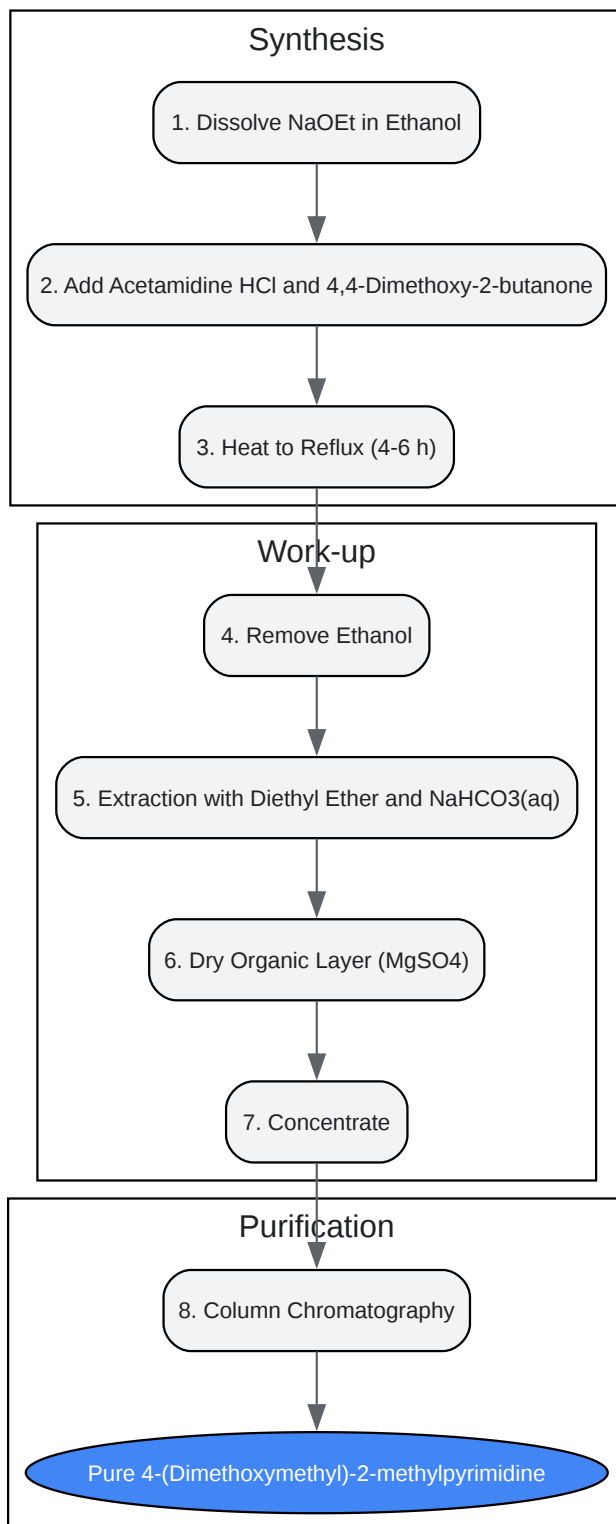 Synthesis
1. Dissolve NaOEt in Ethanol
2. Add Acetamidine HCl and 4,4-Dimethoxy-2-butanone
3. Heat to Reflux (4-6 h)
Work-up
4. Remove Ethanol
5. Extraction with Diethyl Ether and NaHCO3(aq)
6. Dry Organic Layer (MgSO4)
7. Concentrate
Purification
8. Column Chromatography
Pure 4-(Dimethoxymethyl)-2-methylpyrimidine